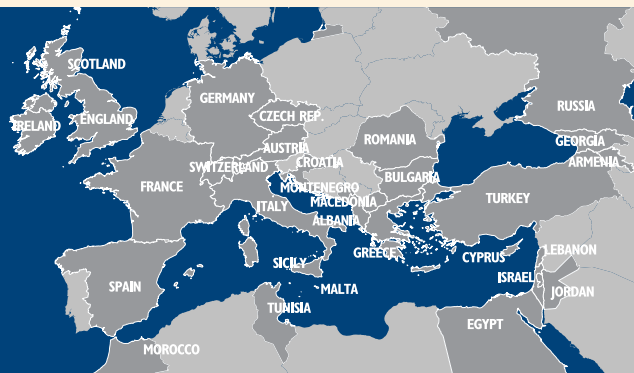 SCOTLAND
IRELAND
ENGLAND
GERMANY
CZECH REP.
RUSSIA
AUSTRIA
ROMANIA
GEORGIA
ARMENIA
SWITZERLAND
CROATIA
FRANCE
MONTENEGRO
BULGARIA
TURKEY
ITALY
MACEDONIA
ALBANIA
GREECE
CYPRUS
LEBANON
SICILY
ISRAEL
SPAIN
MALTA
JORDAN
TUNISIA
EGYPT
MOROCCO